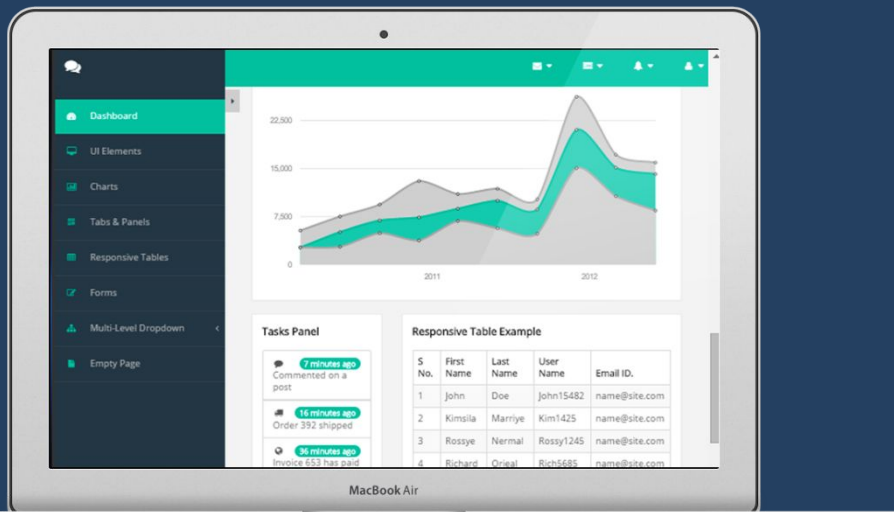 Dashboard
UI Elements
Charts
Tabs & Panels
Responsive Tables
Forms
Multi-Level Dropdown
Empty Page
22,500
15,000
7,500
0
2011
2012
Tasks Panel
7 minutes ago
Commented on a
post
16 minutes ago
Order 392 shipped
36 minutes ago
Invoice 653 has paid
Responsive Table Example
S No. First Name Last Name User Name Email ID.
1 John Doe John15482 name@site.com
2 Kimsila Marriye Kim1425 name@site.com
3 Rossye Nermal Rossy1245 name@site.com
4 Richard Orieal Rich5685 name@site.com
MacBook Air